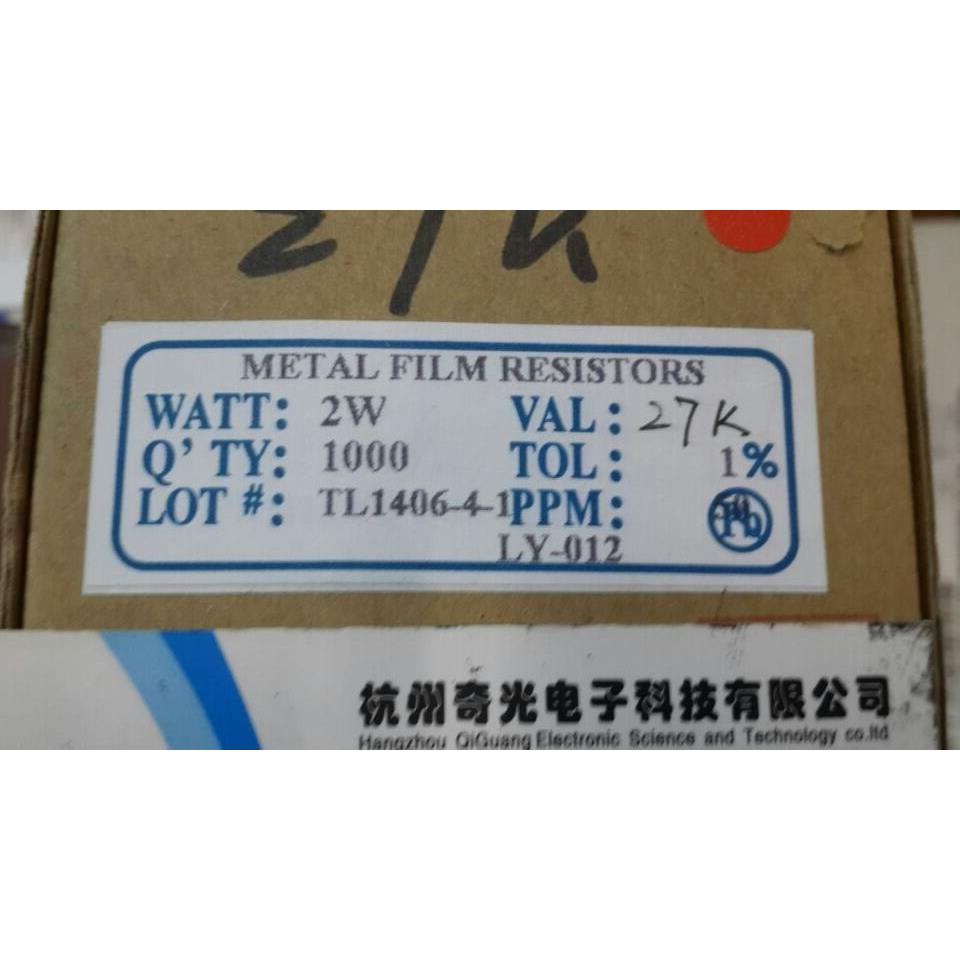 27K
METAL FILM RESISTORS
WATT: 2W VAL: 27K
Q' TY: 1000 TOL: 1%
LOT #: TL1406-4-1 PPM: 50 Pb
LY-012
杭州奇光电子科技有限公司
Hangzhou QiGuang Electronic Science and Technology co.ltd